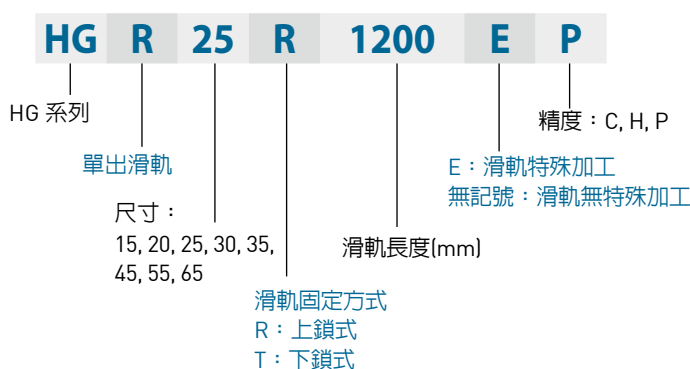 HG R 25 R 1200 E P
HG 系列
精度：C, H, P
單出滑軌
E：滑軌特殊加工
無記號：滑軌無特殊加工
尺寸：
15, 20, 25, 30, 35,
45, 55, 65
滑軌長度(mm)
滑軌固定方式
R：上鎖式
T：下鎖式